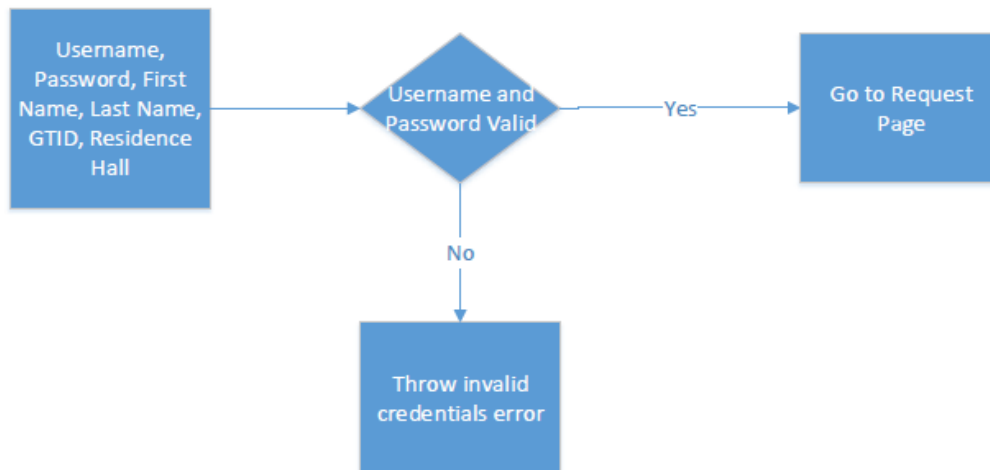 Username,
Password, First
Name, Last Name,
GTID, Residence
Hall
Username and
Password Valid
Yes
Go to Request
Page
No
Throw invalid
credentials error